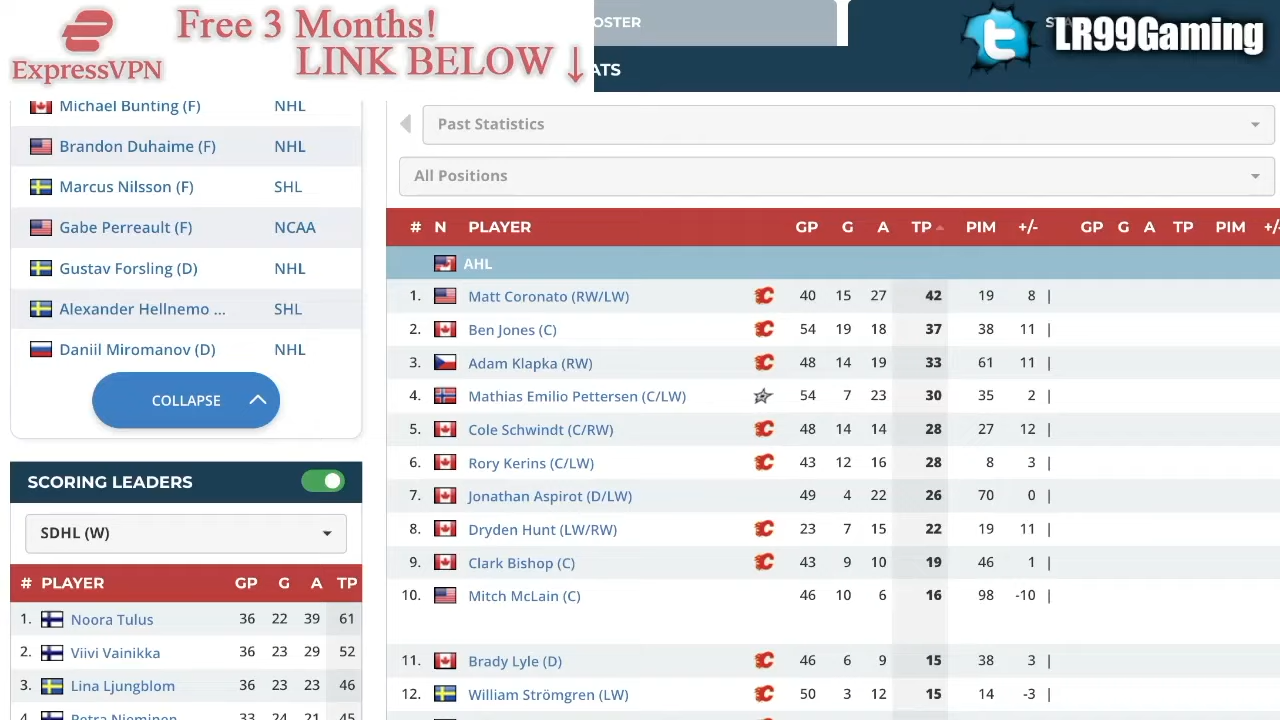 ExpressVPN
Free 3 Months!
LINK BELOW ↓
OSTER
ATS
LR99Gaming
Michael Bunting (F) NHL
Brandon Duhaime (F) NHL
Marcus Nilsson (F) SHL
Gabe Perreault (F) NCAA
Gustav Forsling (D) NHL
Alexander Hellnemo ... SHL
Daniil Miromanov (D) NHL
COLLAPSE
SCORING LEADERS
SDHL (W)
# PLAYER GP G A TP
1. Noora Tulus 36 22 39 61
2. Viivi Vainikka 36 23 29 52
3. Lina Ljungblom 36 23 23 46
4. Petra Nieminen 33 24 21 45
Past Statistics
All Positions
# N PLAYER GP G A TP PIM +/- GP G A TP PIM +/-
AHL
1. Matt Coronato (RW/LW) 40 15 27 42 19 8 |
2. Ben Jones (C) 54 19 18 37 38 11 |
3. Adam Klapka (RW) 48 14 19 33 61 11 |
4. Mathias Emilio Pettersen (C/LW) 54 7 23 30 35 2 |
5. Cole Schwindt (C/RW) 48 14 14 28 27 12 |
6. Rory Kerins (C/LW) 43 12 16 28 8 3 |
7. Jonathan Aspirot (D/LW) 49 4 22 26 70 0 |
8. Dryden Hunt (LW/RW) 23 7 15 22 19 11 |
9. Clark Bishop (C) 43 9 10 19 46 1 |
10. Mitch McLain (C) 46 10 6 16 98 -10 |
11. Brady Lyle (D) 46 6 9 15 38 3 |
12. William Strömgren (LW) 50 3 12 15 14 -3 |